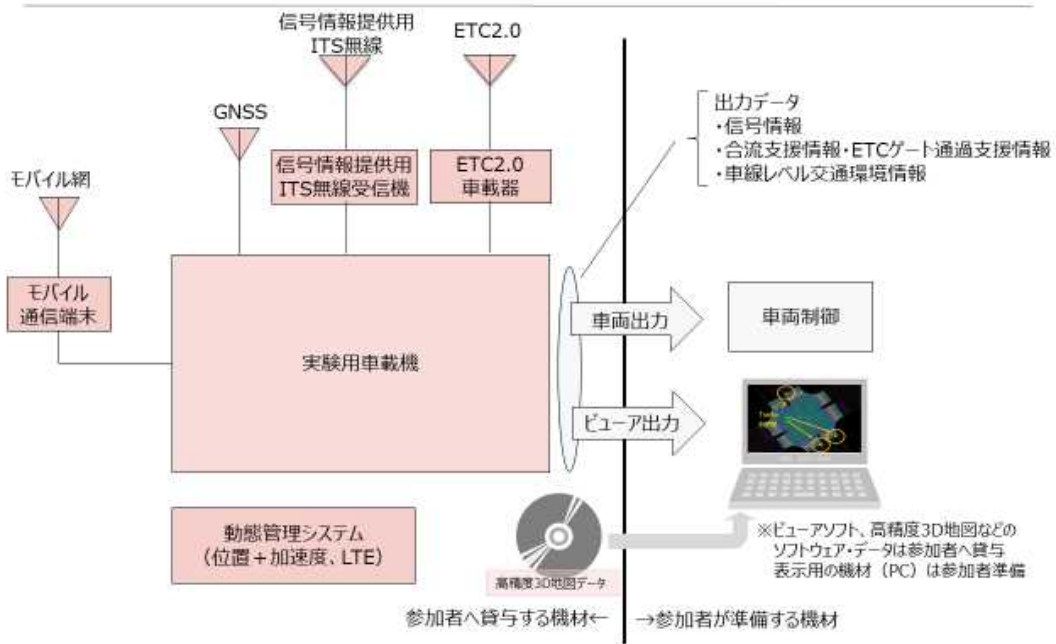 信号情報提供用
ITS無線
ETC2.0
GNSS
モバイル網
信号情報提供用
ITS無線受信機
ETC2.0
車載器
出力データ
・信号情報
・合流支援情報・ETCゲート通過支援情報
・車線レベル交通環境情報
モバイル
通信端末
実験用車載機
車両出力
車両制御
ビューア出力
動態管理システム
（位置＋加速度、LTE）
高精度3D地図データ
※ビューアソフト、高精度3D地図などの
ソフトウェア・データは参加者へ貸与
表示用の機材（PC）は参加者準備
参加者へ貸与する機材←
→参加者が準備する機材